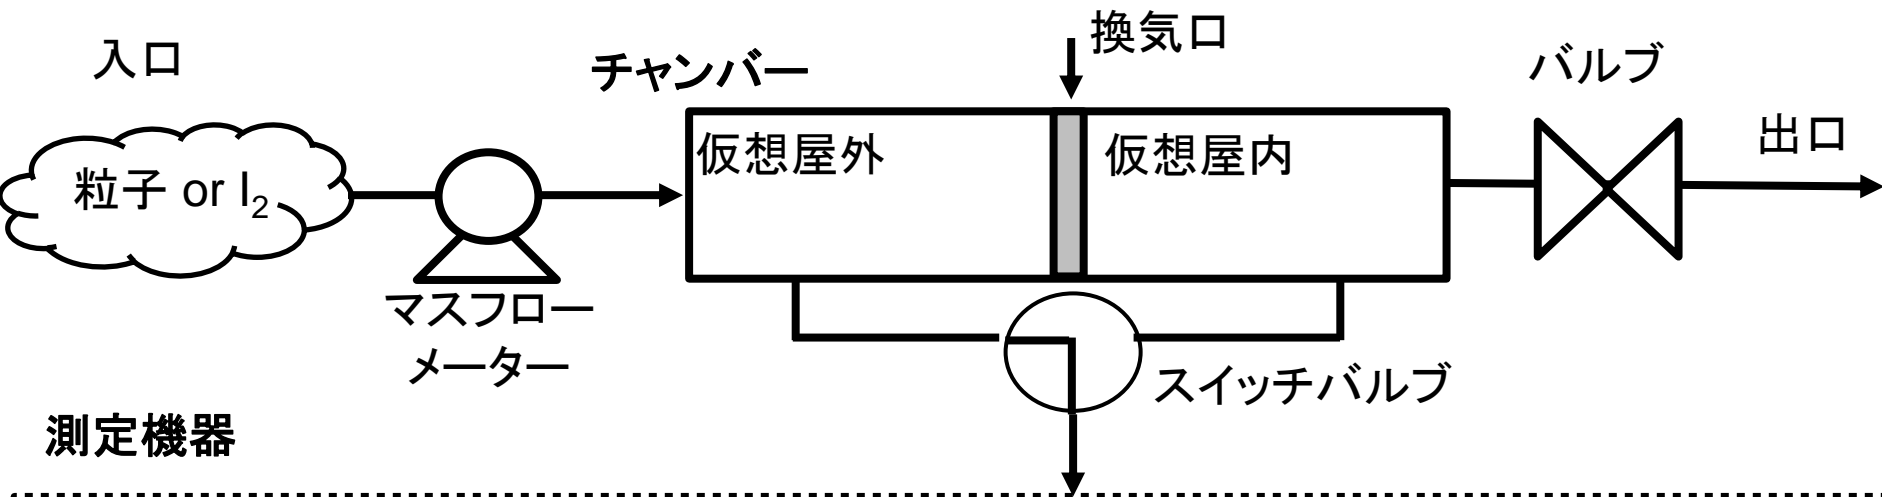 入口
チャンバー
換気口
バルブ
出口
粒子 or I2
仮想屋外
仮想屋内
マスフロー
メーター
スイッチバルブ
測定機器